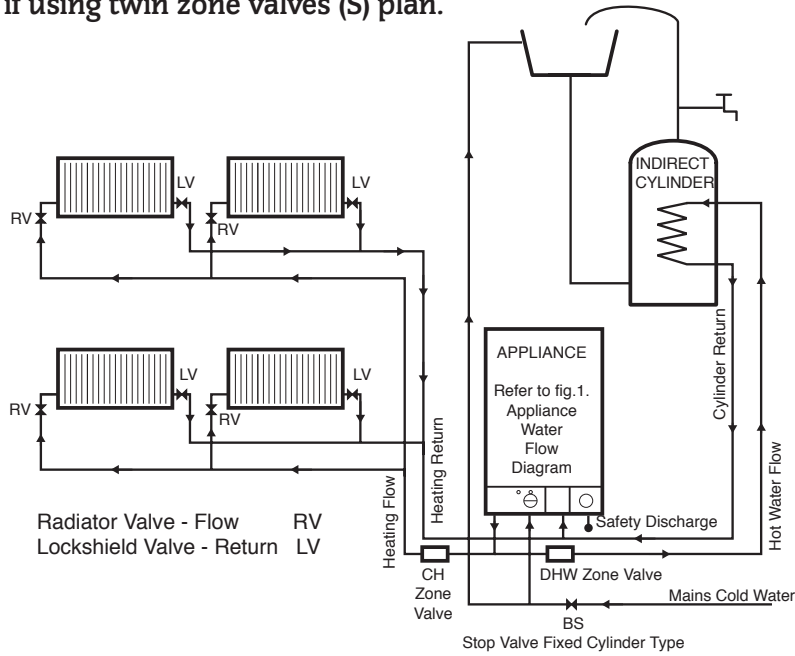 if using twin zone valves (S) plan.
INDIRECT
CYLINDER
LV
LV
RV
RV
APPLIANCE
Refer to fig.1.
Appliance
Water
Flow
Diagram
Cylinder Return
Hot Water Flow
LV
LV
RV
RV
Heating Return
Heating Flow
Radiator Valve - Flow RV
Lockshield Valve - Return LV
Safety Discharge
CH
Zone
Valve
DHW Zone Valve
Mains Cold Water
BS
Stop Valve Fixed Cylinder Type